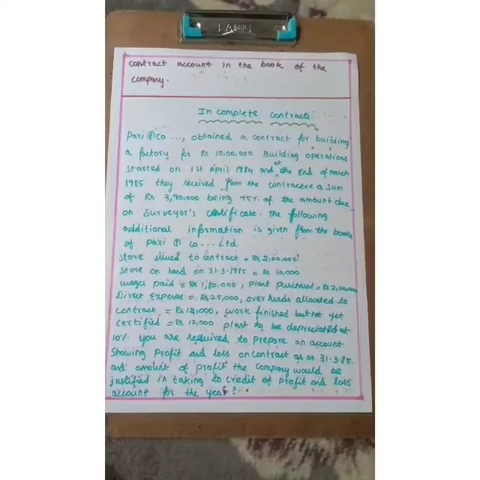 contract account in the book of the
company.
In complete contracts
Pari & Co..., obtained a contract for building
a factory for Rs 10,00,000 Building operations
started on 1st April 1984 and at the end of march
1985 they received from the contractee a sum
of Rs 3,90,000 being 75% of the amount due
on Surveyor's Certificate. The following
additional information is given from the books
of Pari & Co... Ltd
Store issued to contract = Rs 2,00,000
Store on hand on 31-3-1985 = Rs 10,000
wages paid = Rs 1,80,000, plant purchased = Rs 2,00,000
Direct Expense = Rs 25,000, over heads allocated to
contract = Rs 18,000, work finished but not yet
certified = Rs 12,000 plant to be depreciated at
10% you are required to prepare an account
Showing Profit and loss on contract as on 31-3-85.
and amount of profit the company would be
justified in taking to credit of profit and loss
account for the year?